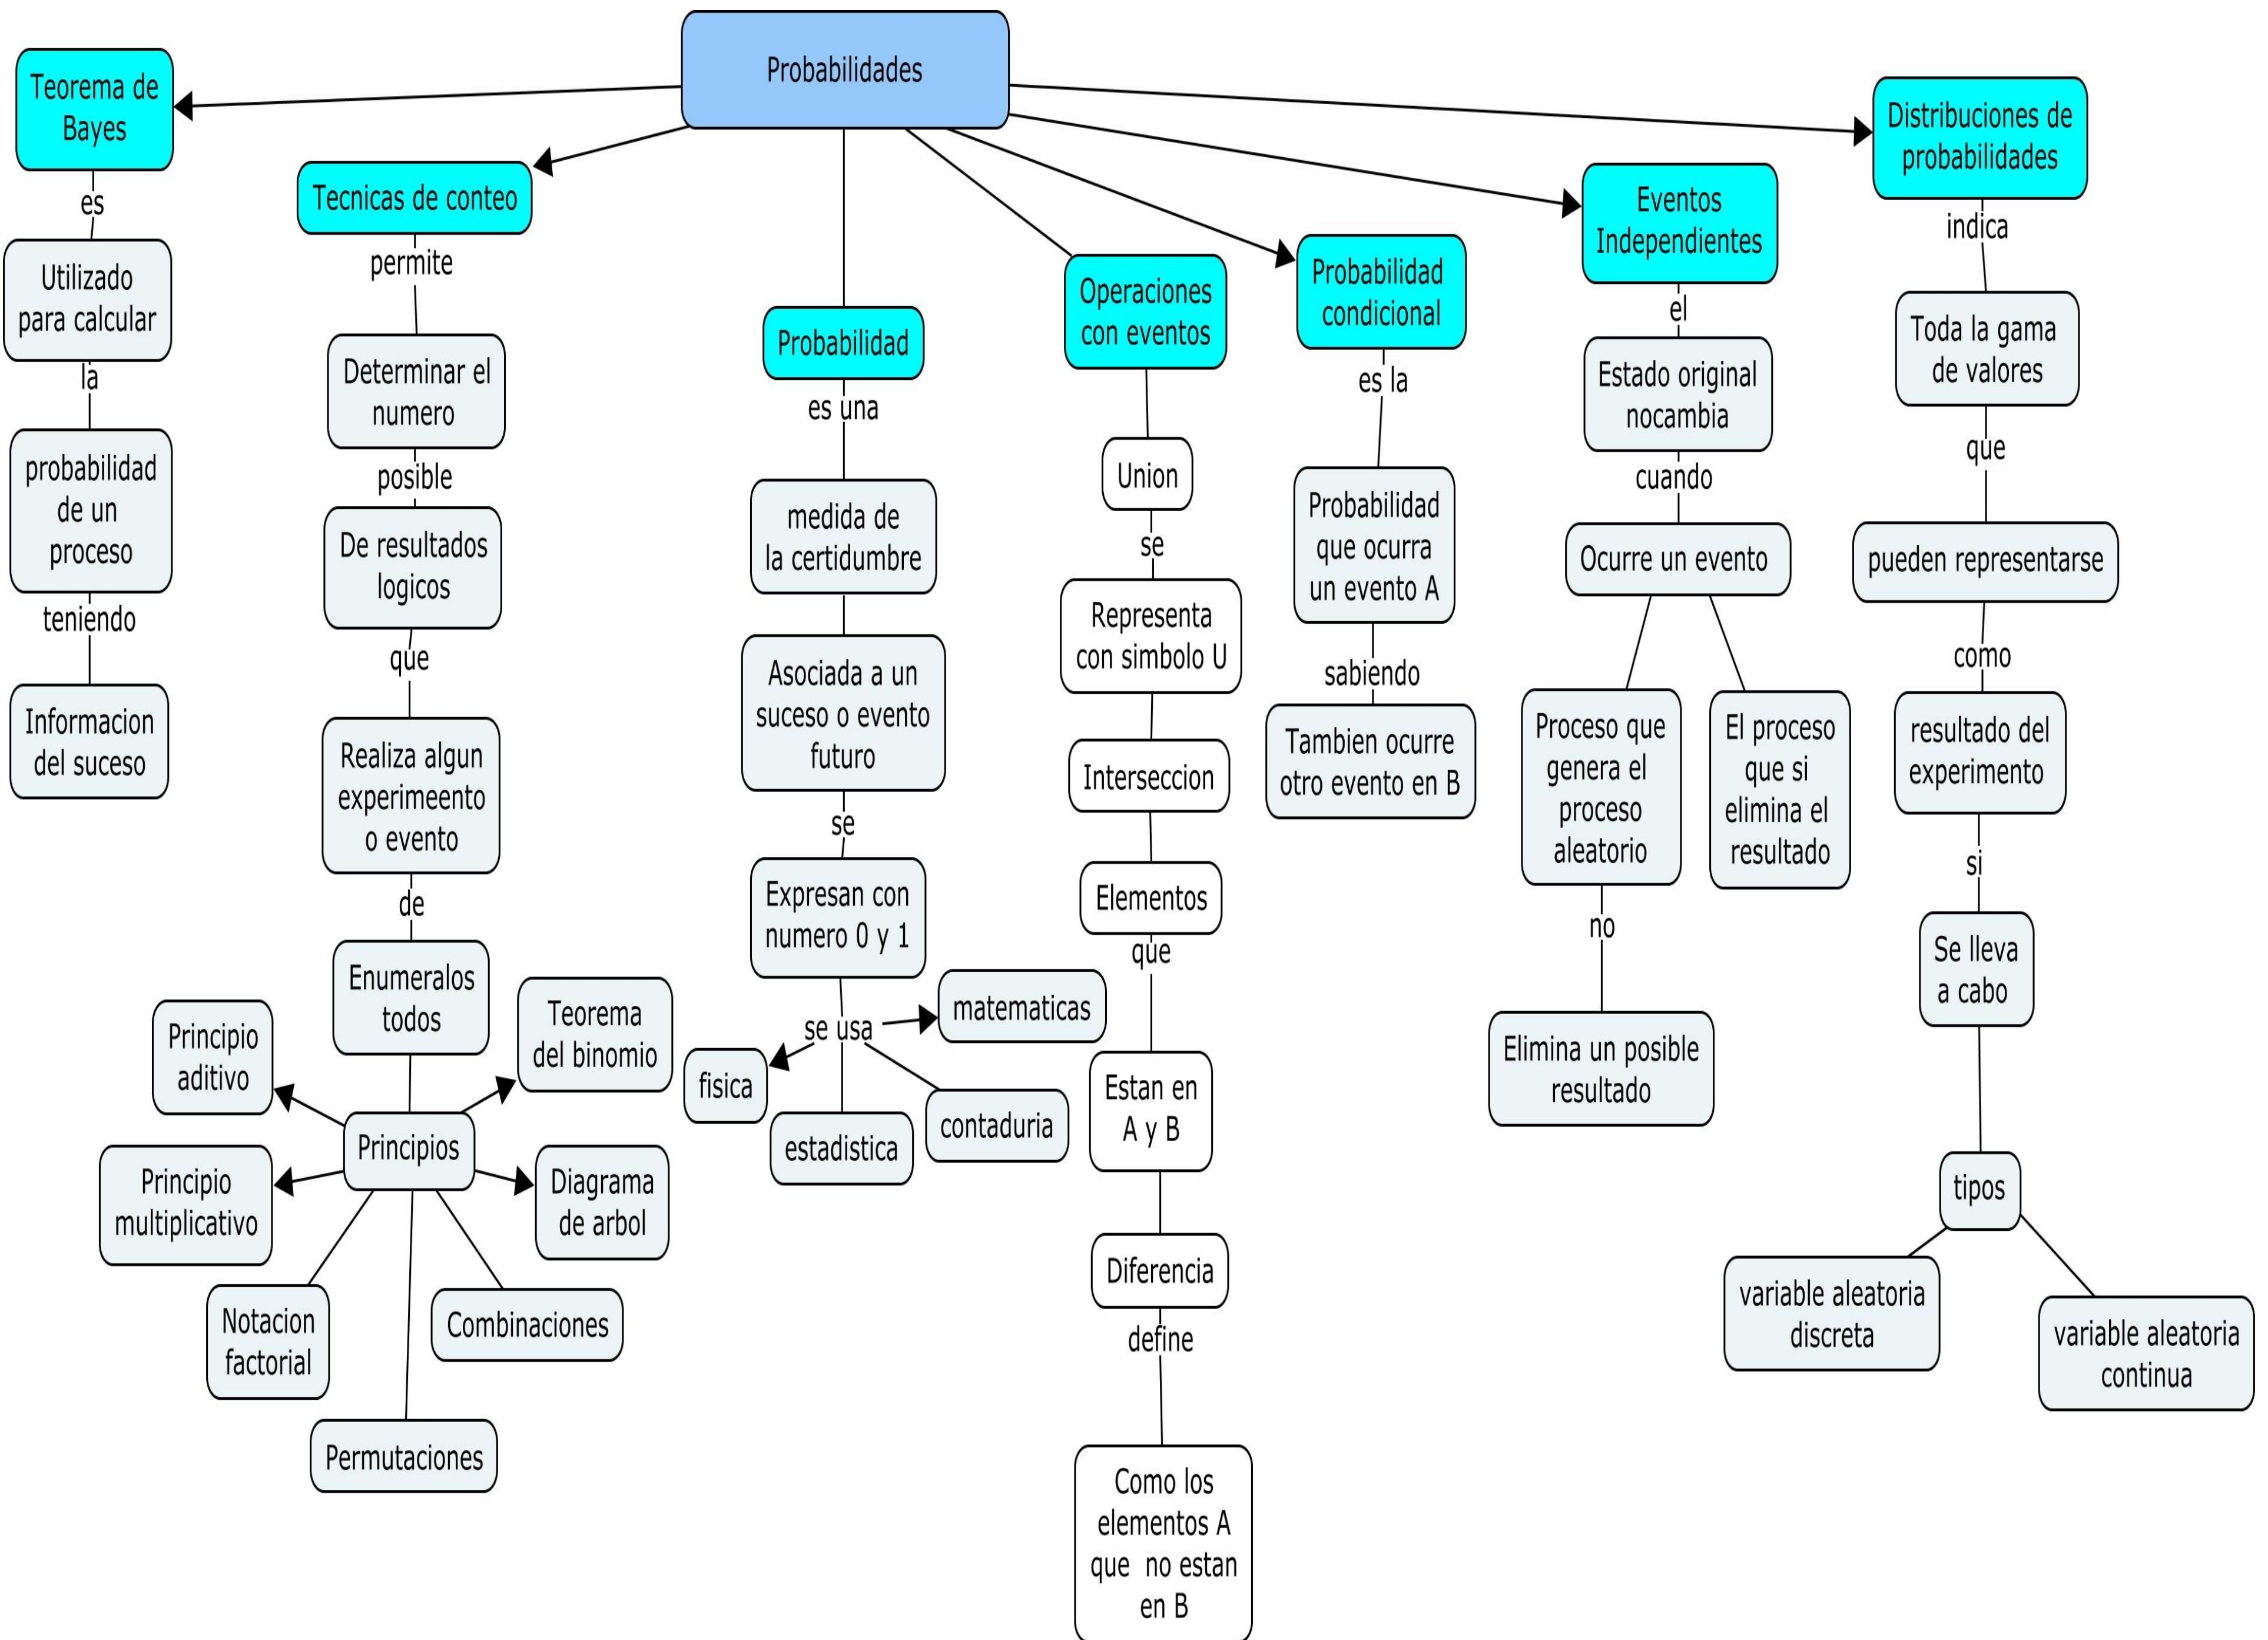 Probabilidades
Teorema de
Bayes
es
Utilizado
para calcular
la
probabilidad
de un
proceso
teniendo
Informacion
del suceso
Tecnicas de conteo
permite
Determinar el
numero
posible
De resultados
logicos
que
Realiza algun
experimeento
o evento
de
Enumeralos
todos
Principios
Principio
aditivo
Teorema
del binomio
Principio
multiplicativo
Diagrama
de arbol
Notacion
factorial
Combinaciones
Permutaciones
Probabilidad
es una
medida de
la certidumbre
Asociada a un
suceso o evento
futuro
se
Expresan con
numero 0 y 1
se usa
matematicas
fisica
estadistica
contaduria
Operaciones
con eventos
Union
se
Representa
con simbolo U
Interseccion
Elementos
que
Estan en
A y B
Diferencia
define
Como los
elementos A
que no estan
en B
Probabilidad
condicional
es la
Probabilidad
que ocurra
un evento A
sabiendo
Tambien ocurre
otro evento en B
Eventos
Independientes
el
Estado original
nocambia
cuando
Ocurre un evento
Proceso que
genera el
proceso
aleatorio
no
Elimina un posible
resultado
El proceso
que si
elimina el
resultado
Distribuciones de
probabilidades
indica
Toda la gama
de valores
que
pueden representarse
como
resultado del
experimento
si
Se lleva
a cabo
tipos
variable aleatoria
discreta
variable aleatoria
continua